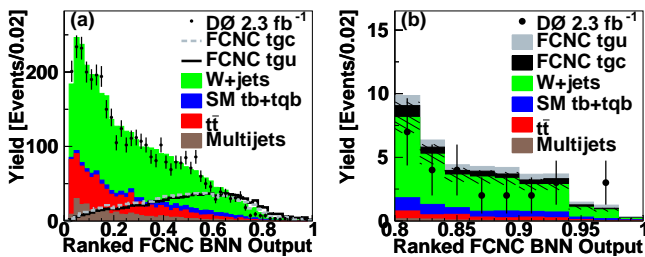 (a)
DØ 2.3 fb⁻¹
FCNC tgc
FCNC tgu
W+jets
SM tb+tqb
tt̄
Multijets
Yield [Events/0.02]
200
100
0
0 0.2 0.4 0.6 0.8 1
Ranked FCNC BNN Output
(b)
DØ 2.3 fb⁻¹
FCNC tgu
FCNC tgc
W+jets
SM tb+tqb
tt̄
Multijets
Yield [Events/0.02]
15
10
5
0
0.8 0.85 0.9 0.95 1
Ranked FCNC BNN Output